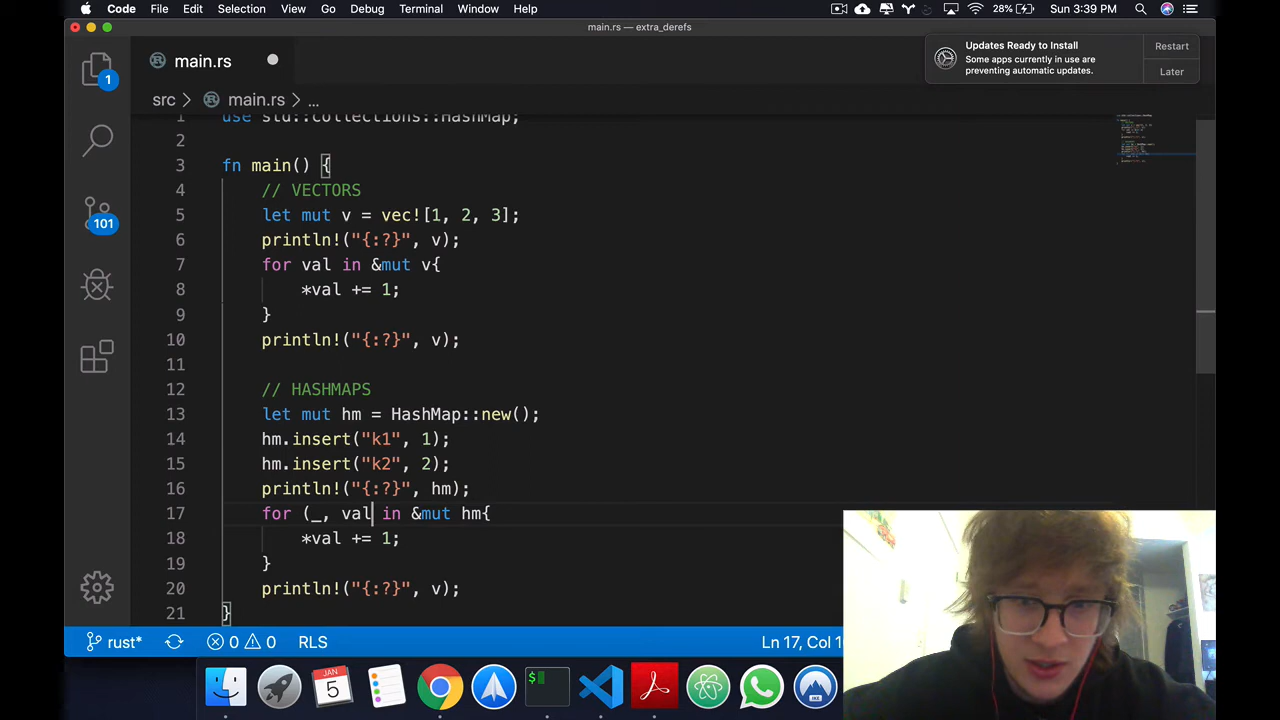 Code File Edit Selection View Go Debug Terminal Window Help 28% Sun 3:39 PM
main.rs — extra_derefs
Updates Ready to Install
Some apps currently in use are
preventing automatic updates.
Restart
Later
main.rs
src > main.rs > ...
1 use std::collections::HashMap;
2
3 fn main() {
4 // VECTORS
5 let mut v = vec![1, 2, 3];
6 println!("{:?}", v);
7 for val in &mut v{
8 *val += 1;
9 }
10 println!("{:?}", v);
11
12 // HASHMAPS
13 let mut hm = HashMap::new();
14 hm.insert("k1", 1);
15 hm.insert("k2", 2);
16 println!("{:?}", hm);
17 for (_, val in &mut hm{
18 *val += 1;
19 }
20 println!("{:?}", v);
21 }
1
101
rust* 0 0 RLS Ln 17, Col
JAN
5
$